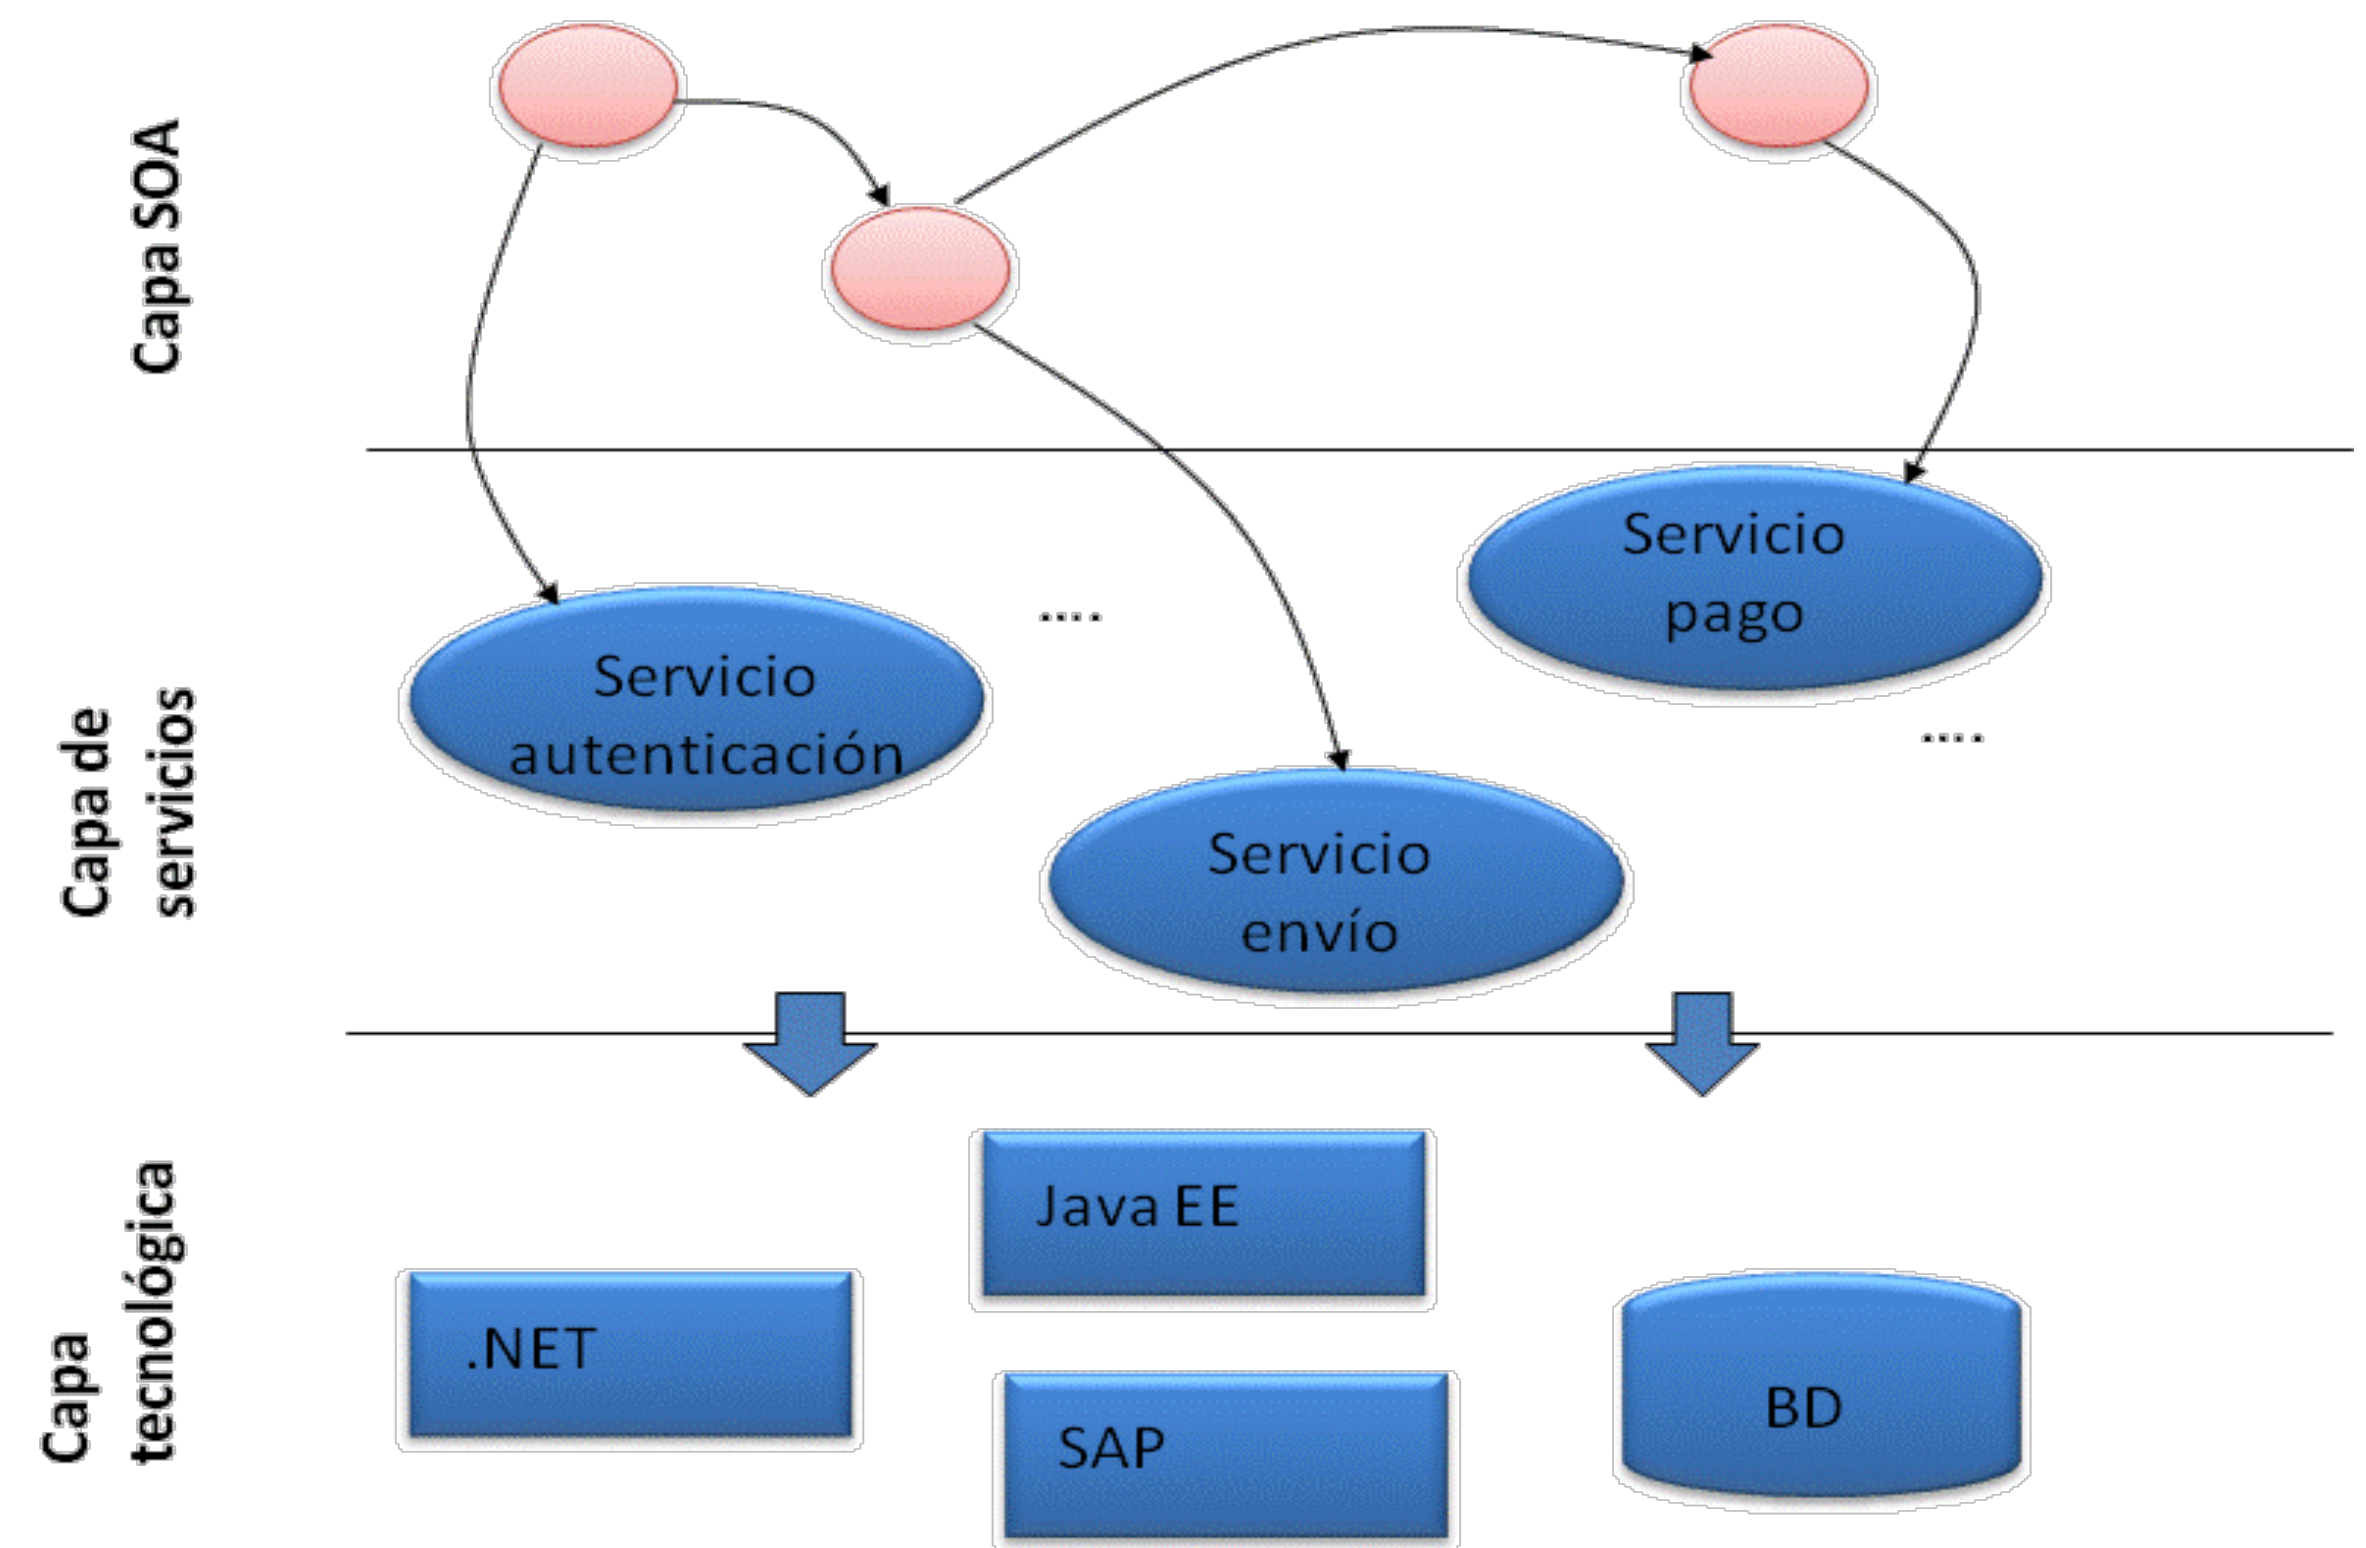 Capa SOA
Capa de
servicios
Servicio
autenticación
....
Servicio
pago
....
Servicio
envío
Capa
tecnológica
.NET
Java EE
SAP
BD